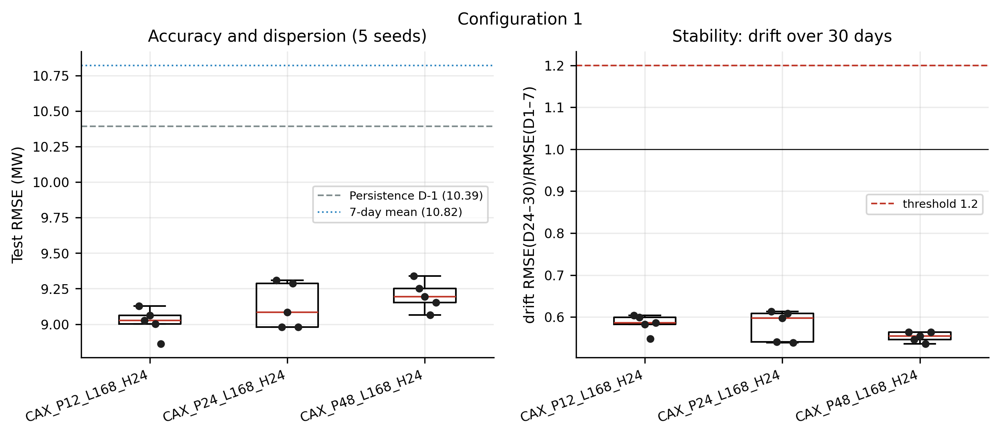 Configuration 1
Accuracy and dispersion (5 seeds)
Test RMSE (MW)
10.75
10.50
10.25
10.00
9.75
9.50
9.25
9.00
Persistence D-1 (10.39)
7-day mean (10.82)
CAX_P12_L168_H24
CAX_P24_L168_H24
CAX_P48_L168_H24
Stability: drift over 30 days
drift RMSE(D24–30)/RMSE(D1–7)
1.2
1.1
1.0
0.9
0.8
0.7
0.6
threshold 1.2
CAX_P12_L168_H24
CAX_P24_L168_H24
CAX_P48_L168_H24